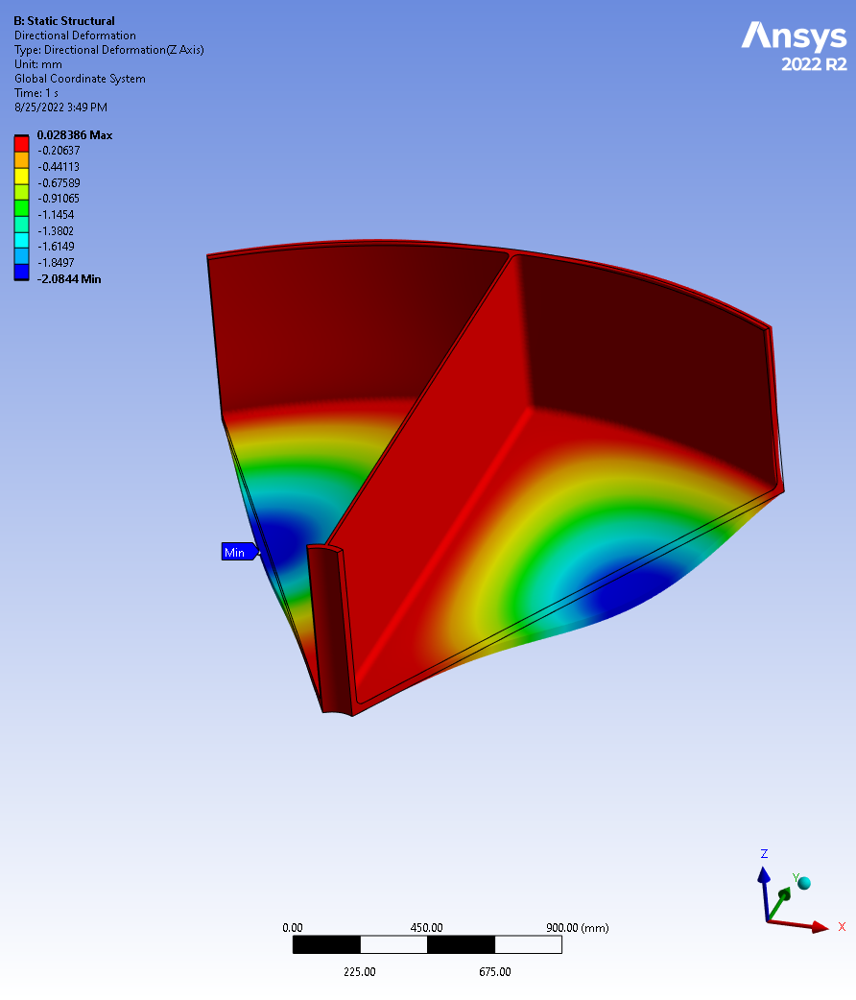 B: Static Structural
Directional Deformation
Type: Directional Deformation(Z Axis)
Unit: mm
Global Coordinate System
Time: 1 s
8/25/2022 3:49 PM
Ansys
2022 R2
0.028386 Max
-0.20637
-0.44113
-0.67589
-0.91065
-1.1454
-1.3802
-1.6149
-1.8497
-2.0844 Min
Min
Z
Y
X
0.00 450.00 900.00 (mm)
225.00 675.00